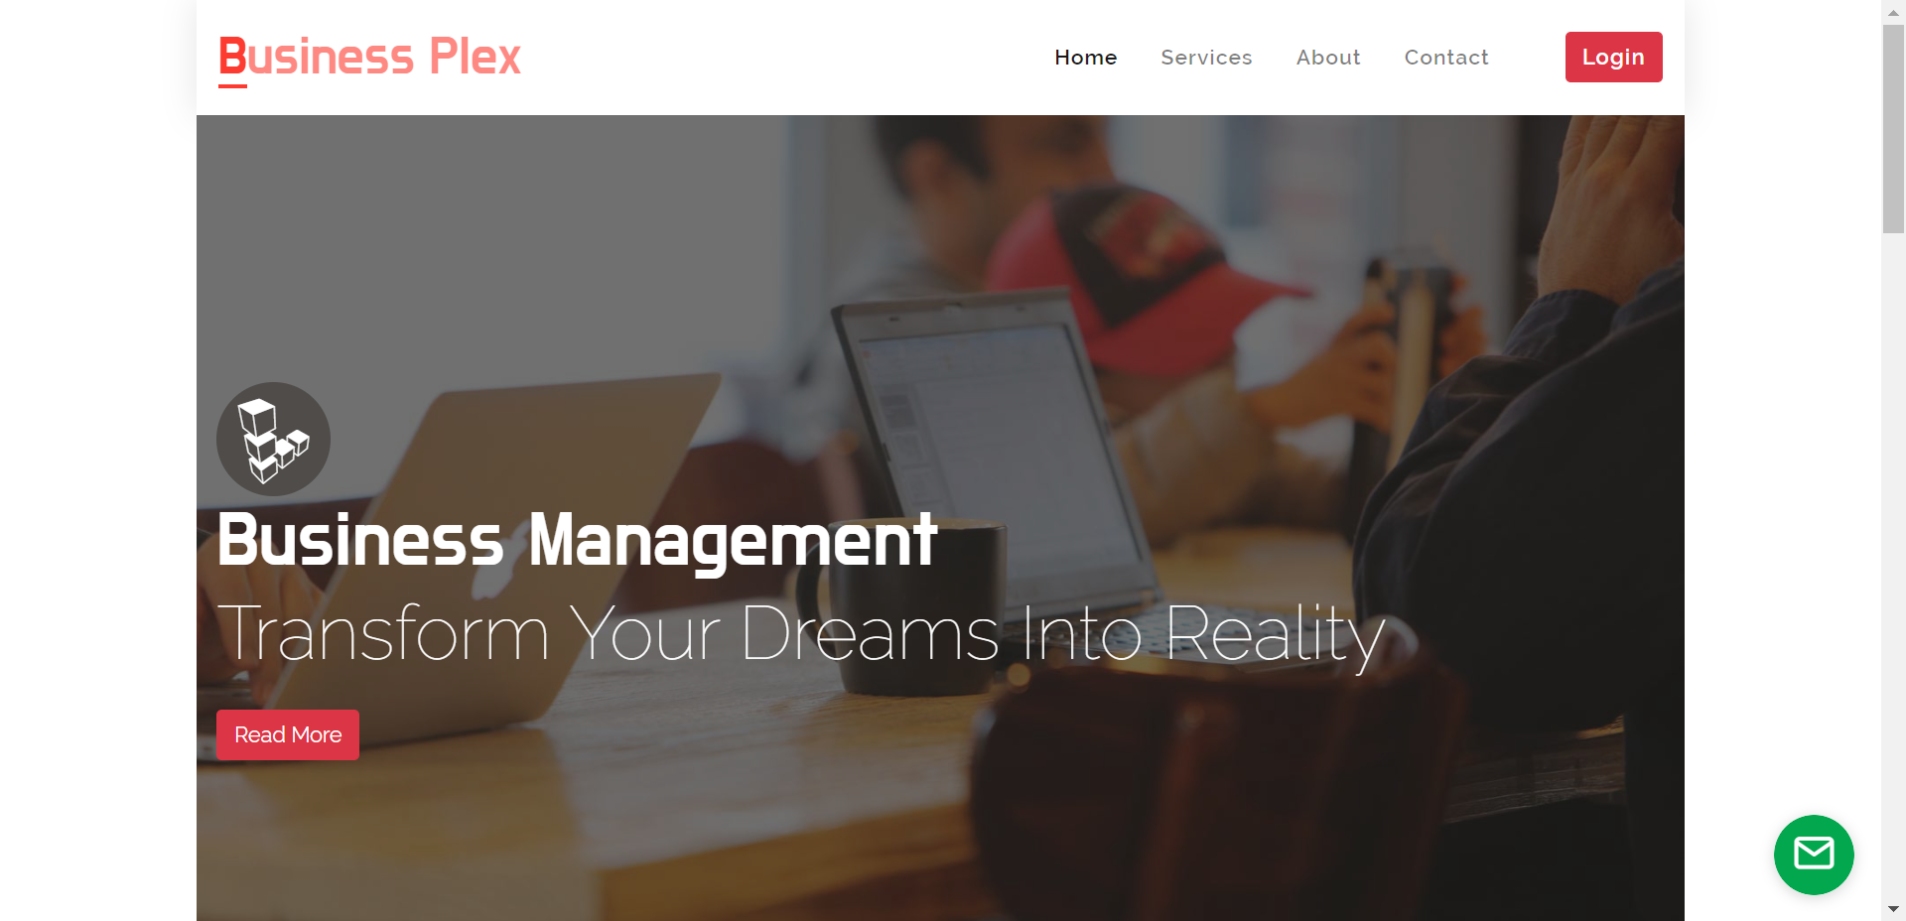 Business Plex
Home
Services
About
Contact
Login
Business Management
Transform Your Dreams Into Reality
Read More